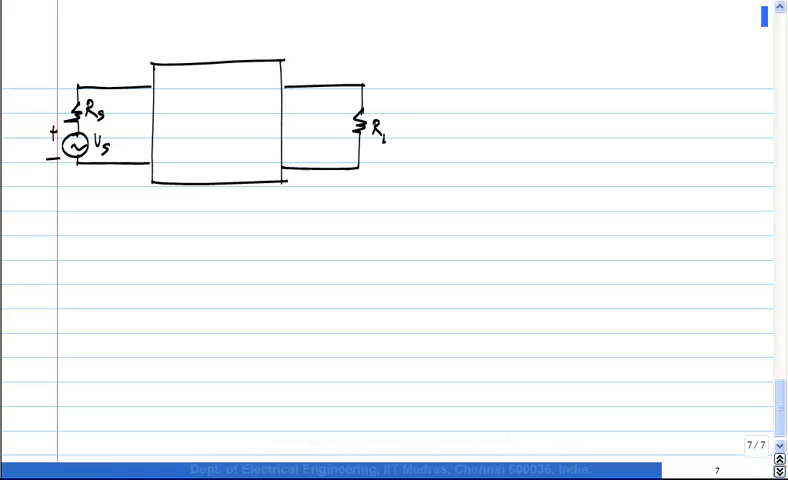 Rs
+
Vs
−
RL
7 / 7
Dept. of Electrical Engineering, IIT Madras, Chennai 600036, India.
7